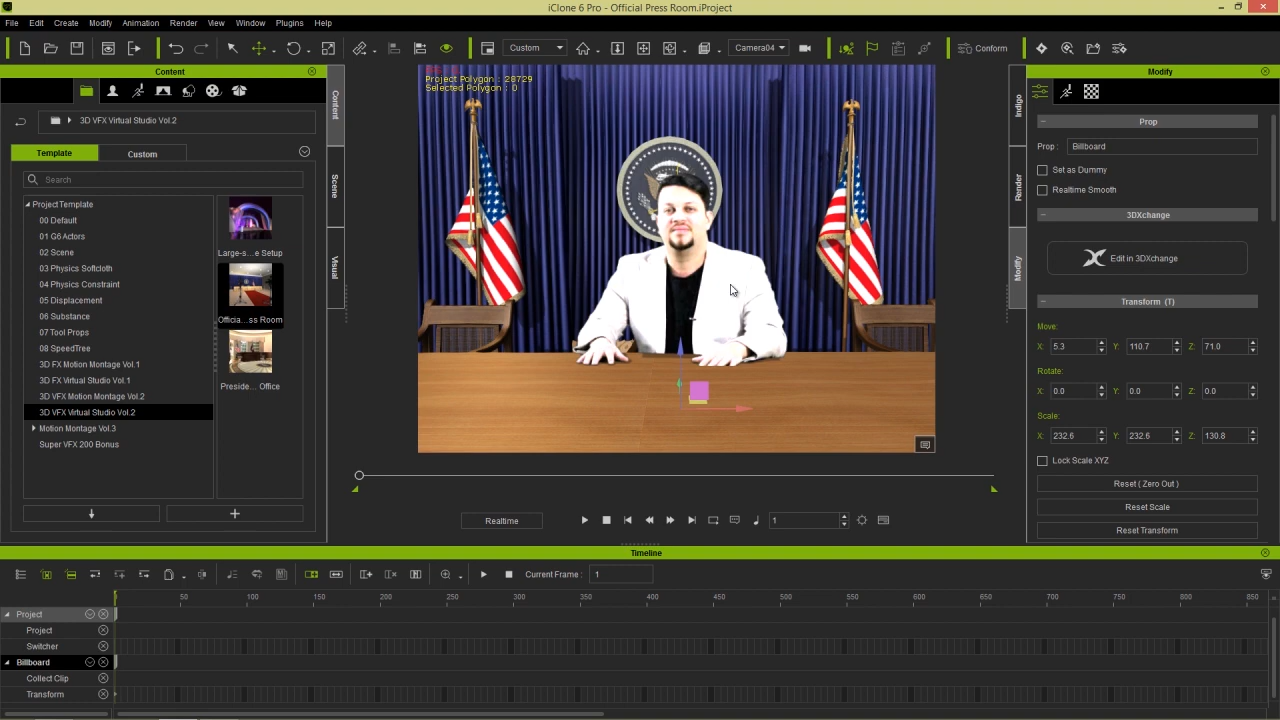 iClone 6 Pro - Official Press Room.iProject
File Edit Create Modify Animation Render View Window Plugins Help
Custom
Camera04
Conform
Content
3D VFX Virtual Studio Vol.2
Template
Custom
Search
ProjectTemplate
00 Default
01 G6 Actors
02 Scene
03 Physics Softcloth
04 Physics Constraint
05 Displacement
06 Substance
07 Tool Props
08 SpeedTree
3D FX Motion Montage Vol.1
3D FX Virtual Studio Vol.1
3D VFX Motion Montage Vol.2
3D VFX Virtual Studio Vol.2
Motion Montage Vol.3
Super VFX 200 Bonus
Large-s...e Setup
Officia...ss Room
Preside... Office
Content
Scene
Visual
Project Polygon : 28729
Selected Polygon : 0
Indigo
Render
Modify
Modify
Prop
Prop : Billboard
Set as Dummy
Realtime Smooth
3DXchange
Edit in 3DXchange
Transform (T)
Move:
X: 5.3 Y: 110.7 Z: 71.0
Rotate:
X: 0.0 Y: 0.0 Z: 0.0
Scale:
X: 232.6 Y: 232.6 Z: 130.8
Lock Scale XYZ
Reset ( Zero Out )
Reset Scale
Reset Transform
Realtime
1
Timeline
Current Frame : 1
50 100 150 200 250 300 350 400 450 500 550 600 650 700 750 800 850
Project
Project
Switcher
Billboard
Collect Clip
Transform